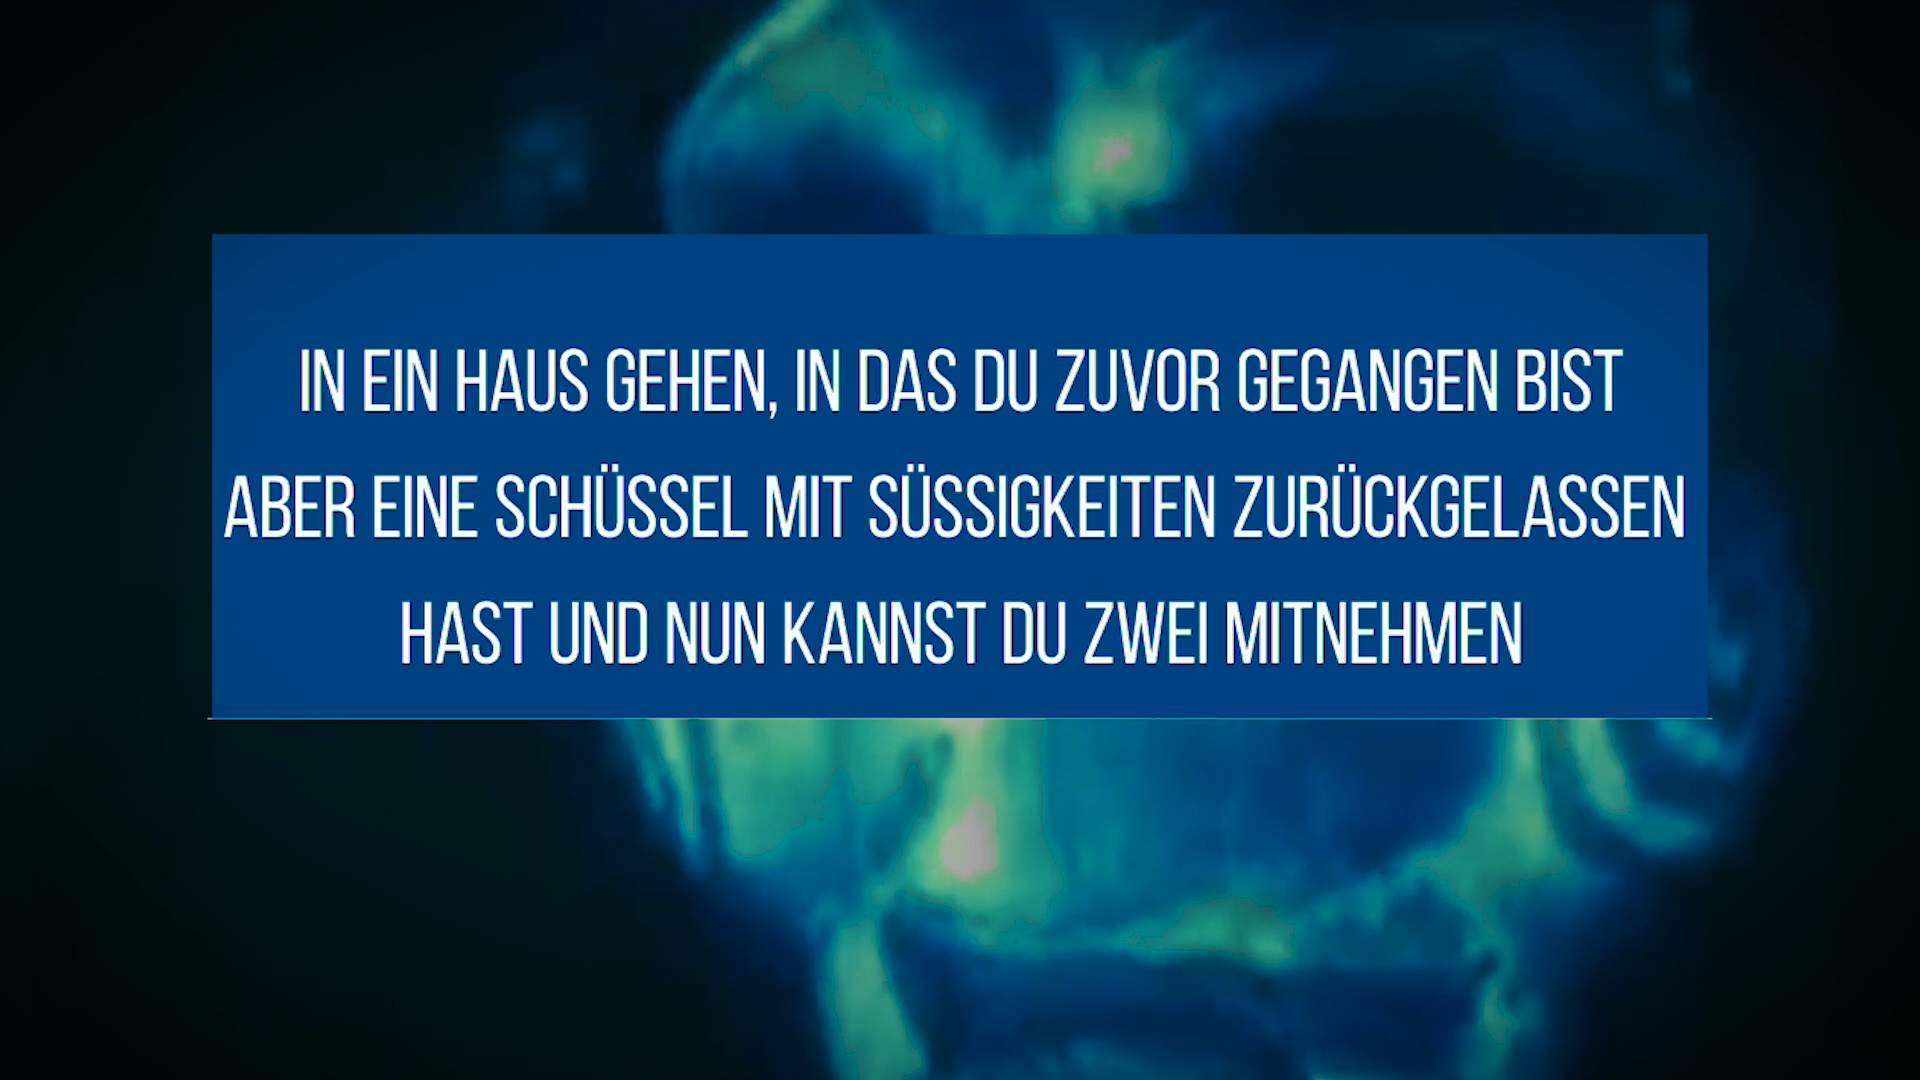 IN EIN HAUS GEHEN, IN DAS DU ZUVOR GEGANGEN BIST
ABER EINE SCHÜSSEL MIT SÜSSIGKEITEN ZURÜCKGELASSEN
HAST UND NUN KANNST DU ZWEI MITNEHMEN